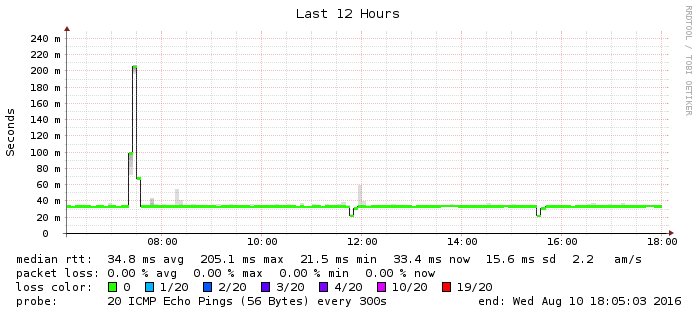 Last 12 Hours
RRDTOOL / TOBI OETIKER
Seconds
240 m
220 m
200 m
180 m
160 m
140 m
120 m
100 m
80 m
60 m
40 m
20 m
0
08:00 10:00 12:00 14:00 16:00 18:00
median rtt: 34.8 ms avg 205.1 ms max 21.5 ms min 33.4 ms now 15.6 ms sd 2.2 am/s
packet loss: 0.00 % avg 0.00 % max 0.00 % min 0.00 % now
loss color: 0 1/20 2/20 3/20 4/20 10/20 19/20
probe: 20 ICMP Echo Pings (56 Bytes) every 300s end: Wed Aug 10 18:05:03 2016